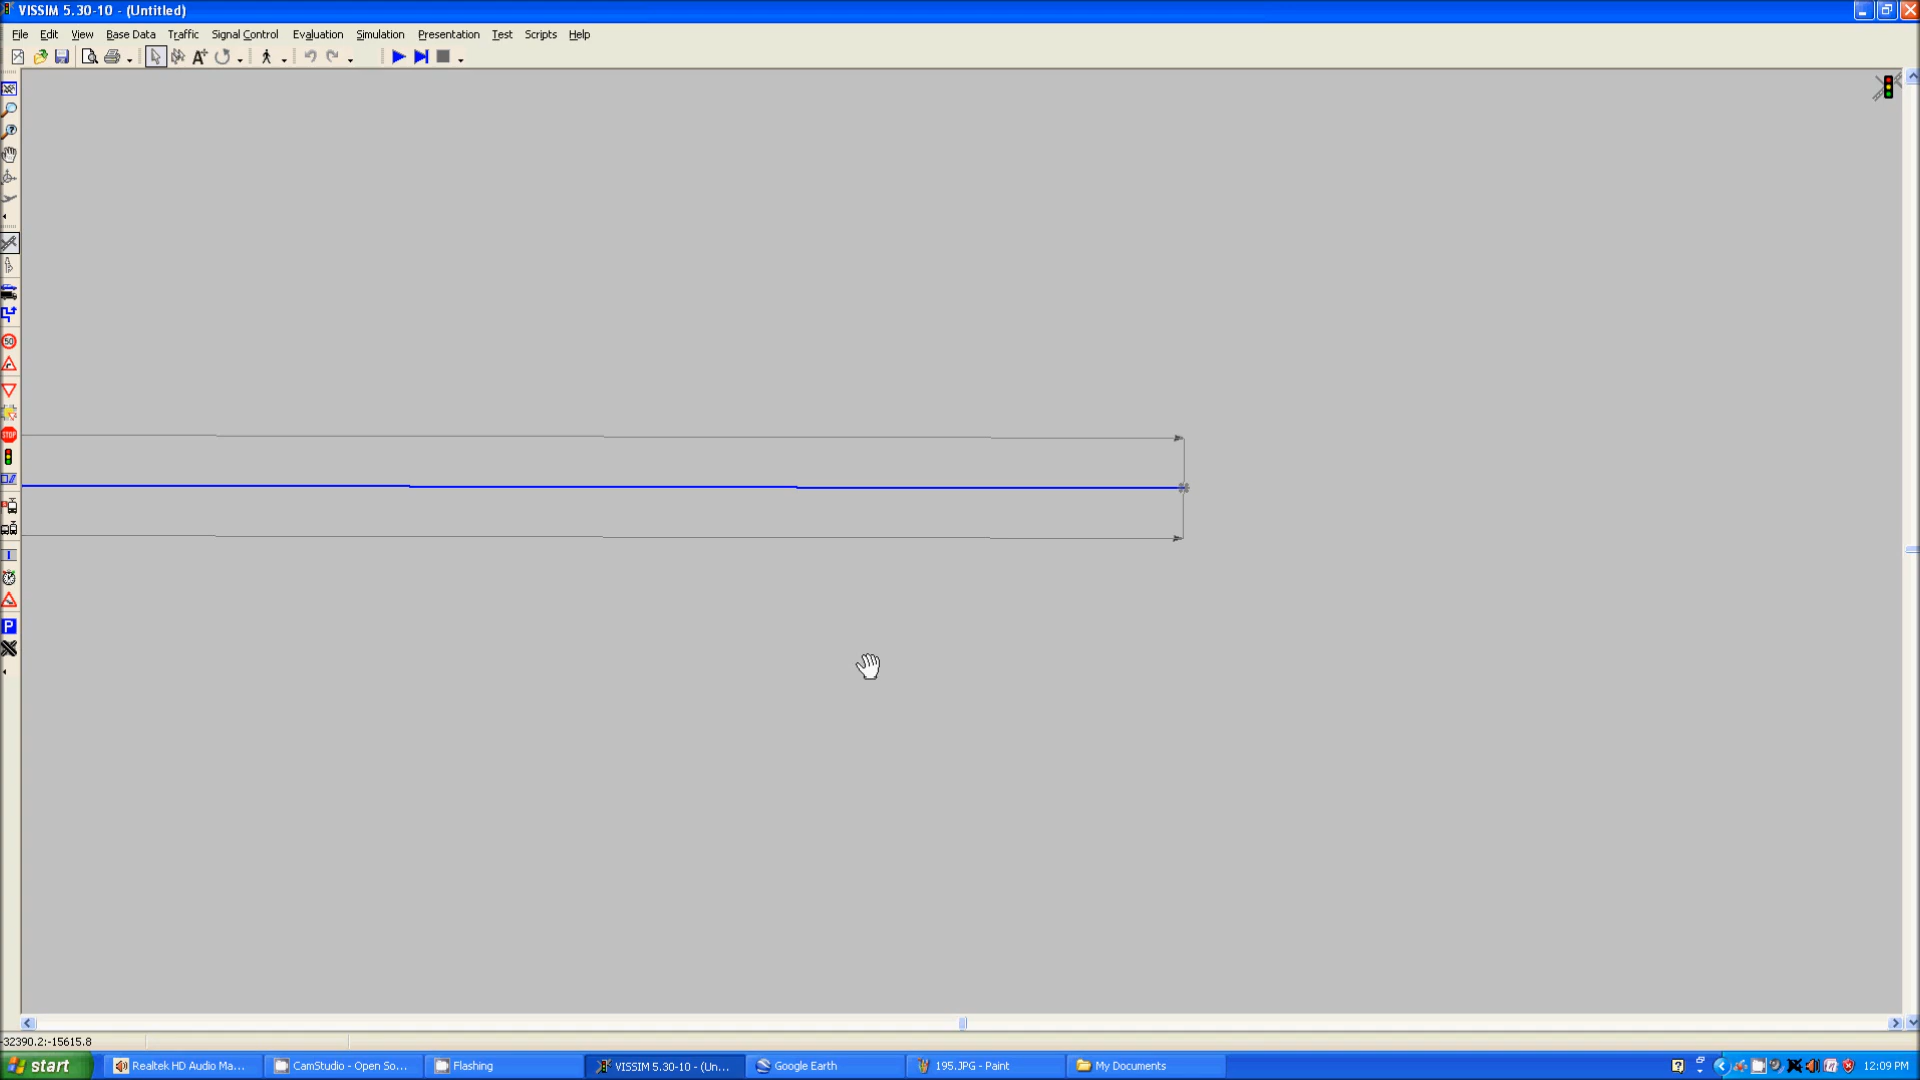 VISSIM 5.30-10 - (Untitled)
File Edit View Base Data Traffic Signal Control Evaluation Simulation Presentation Test Scripts Help
50
STOP
P
-32390.2:-15615.8
start Realtek HD Audio Ma... CamStudio - Open So... Flashing VISSIM 5.30-10 - (Un... Google Earth 195.JPG - Paint My Documents 12:09 PM